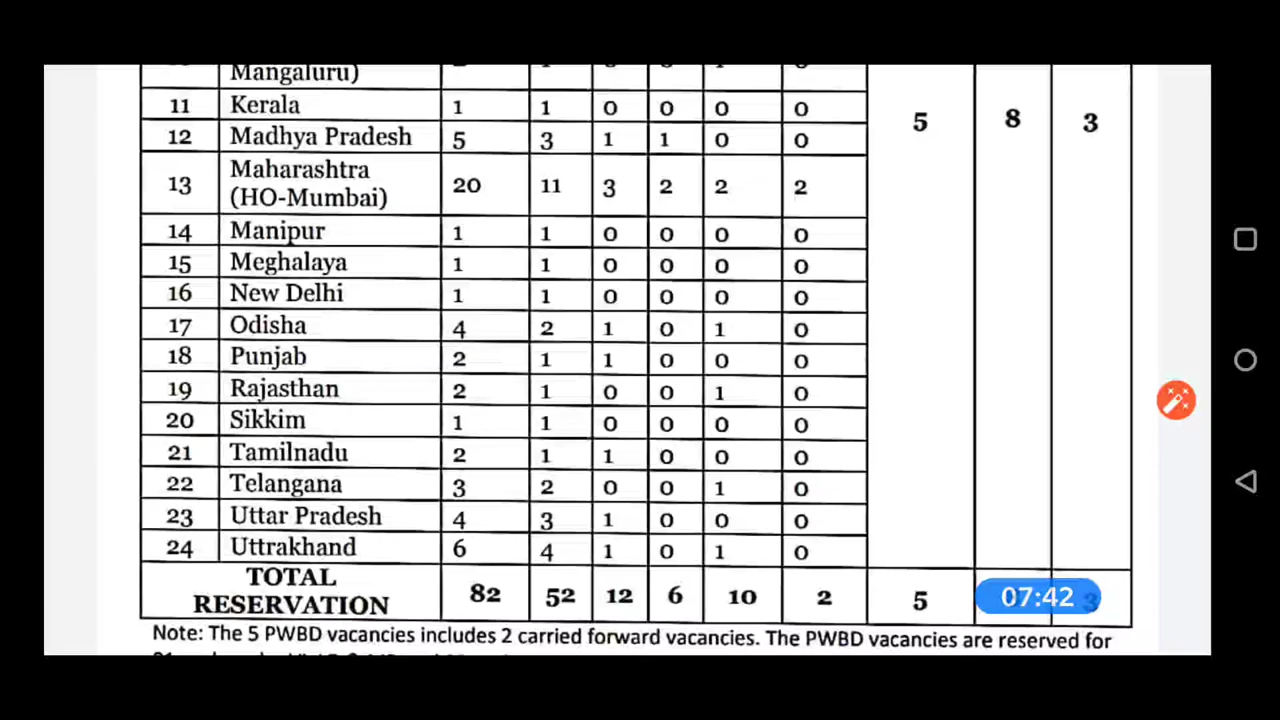 Mangaluru)
11 Kerala 1 1 0 0 0 0
5 8 3
12 Madhya Pradesh 5 3 1 1 0 0
13 Maharashtra (HO-Mumbai) 20 11 3 2 2 2
14 Manipur 1 1 0 0 0 0
15 Meghalaya 1 1 0 0 0 0
16 New Delhi 1 1 0 0 0 0
17 Odisha 4 2 1 0 1 0
18 Punjab 2 1 1 0 0 0
19 Rajasthan 2 1 0 0 1 0
20 Sikkim 1 1 0 0 0 0
21 Tamilnadu 2 1 1 0 0 0
22 Telangana 3 2 0 0 1 0
23 Uttar Pradesh 4 3 1 0 0 0
24 Uttrakhand 6 4 1 0 1 0
TOTAL RESERVATION 82 52 12 6 10 2 5
07:42
Note: The 5 PWBD vacancies includes 2 carried forward vacancies. The PWBD vacancies are reserved for